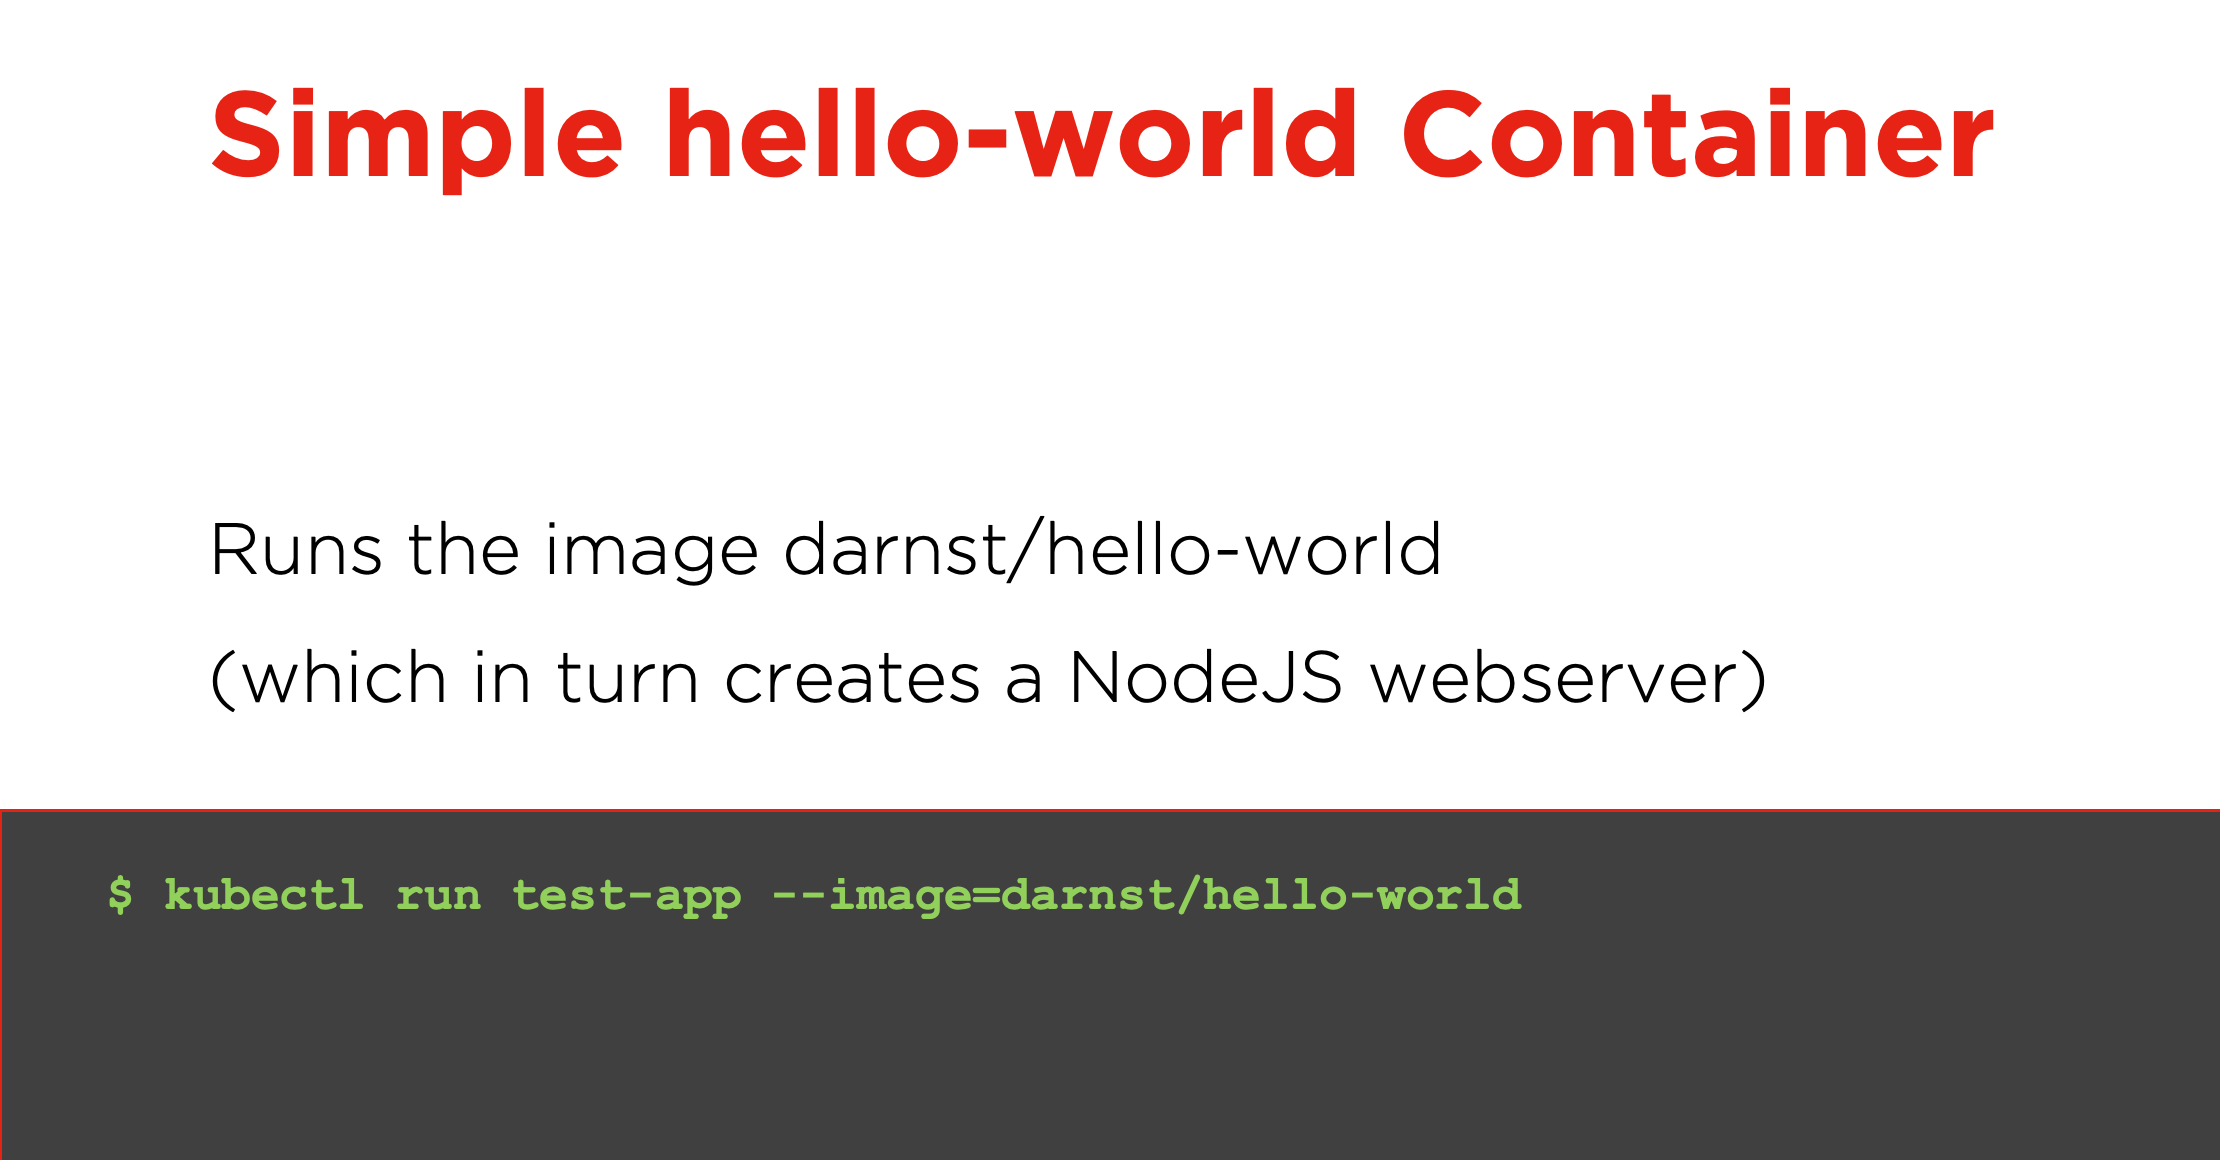 Simple hello-world Container
Runs the image darnst/hello-world
(which in turn creates a NodeJS webserver)
$ kubectl run test-app --image=darnst/hello-world